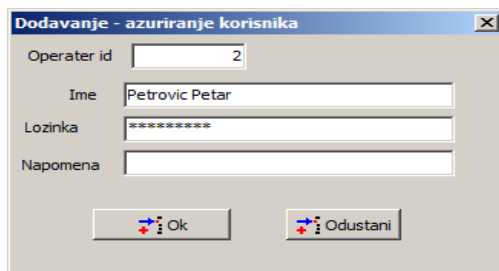 Dodavanje - azuriranje korisnika
Operater id 2
Ime Petrovic Petar
Lozinka *********
Napomena
Ok Odustani